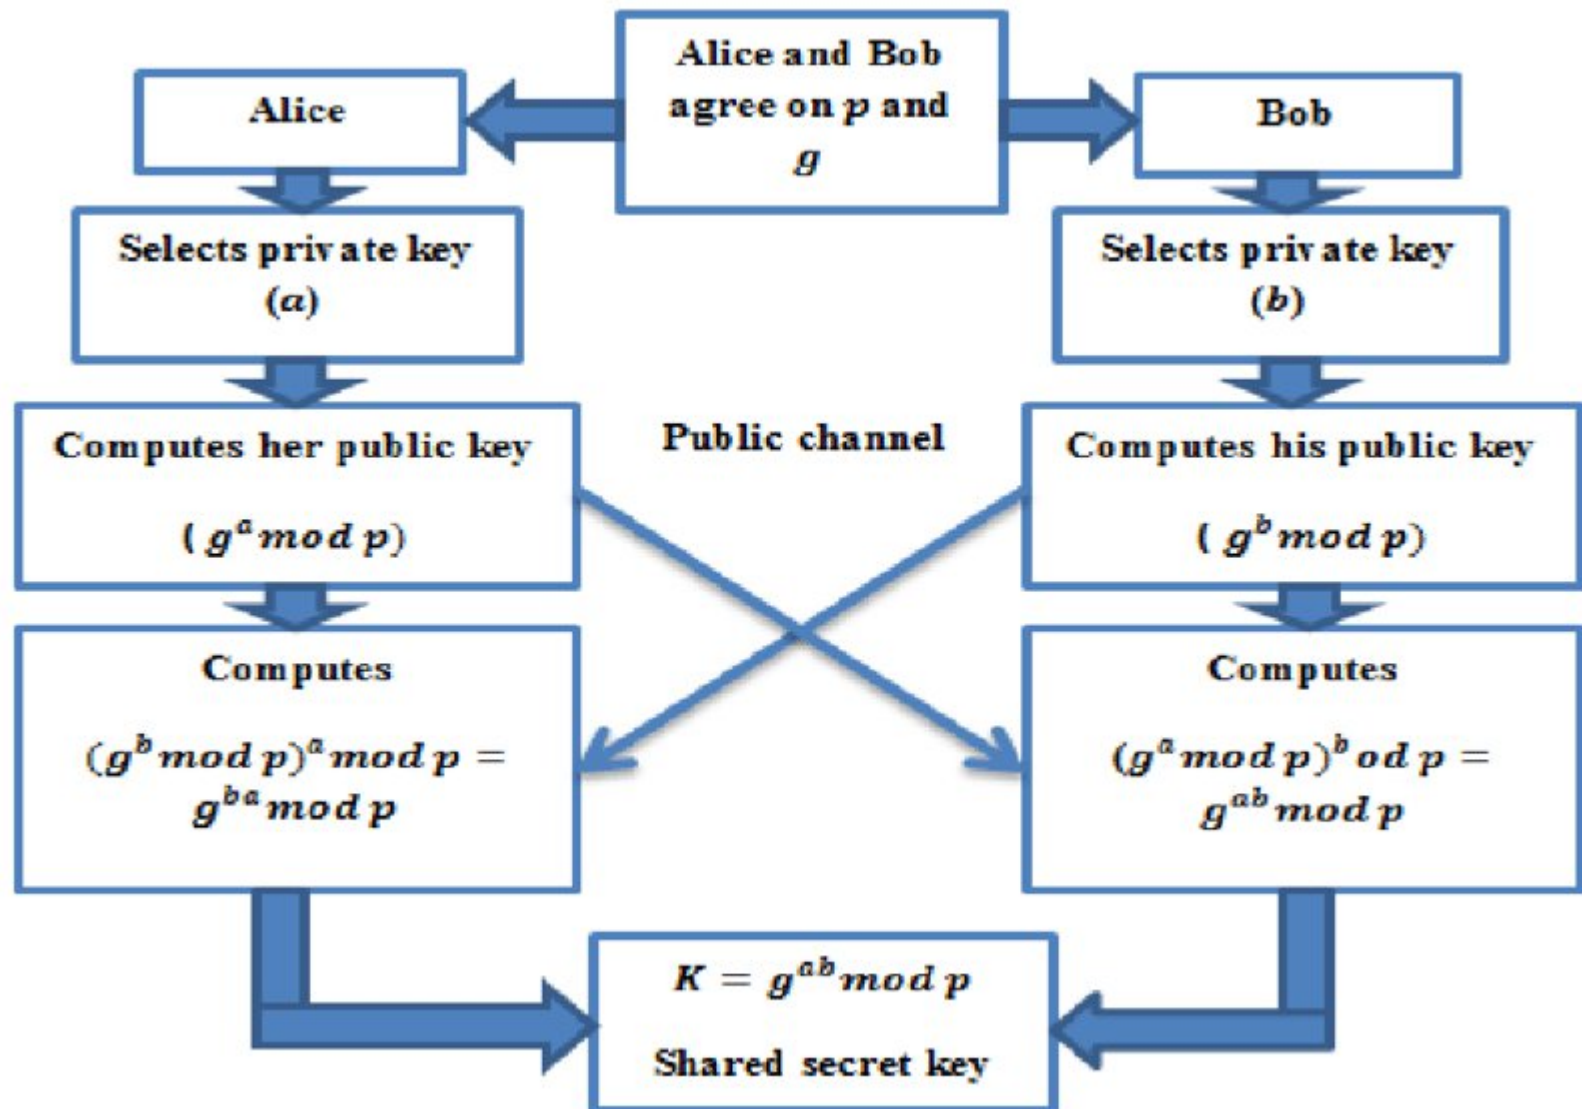 Alice and Bob
agree on p and
g
Alice
Bob
Selects private key
(a)
Selects private key
(b)
Computes her public key
( g^a mod p)
Public channel
Computes his public key
( g^b mod p)
Computes
(g^b mod p)^a mod p =
g^{ba} mod p
Computes
(g^a mod p)^b od p =
g^{ab} mod p
K = g^{ab} mod p
Shared secret key